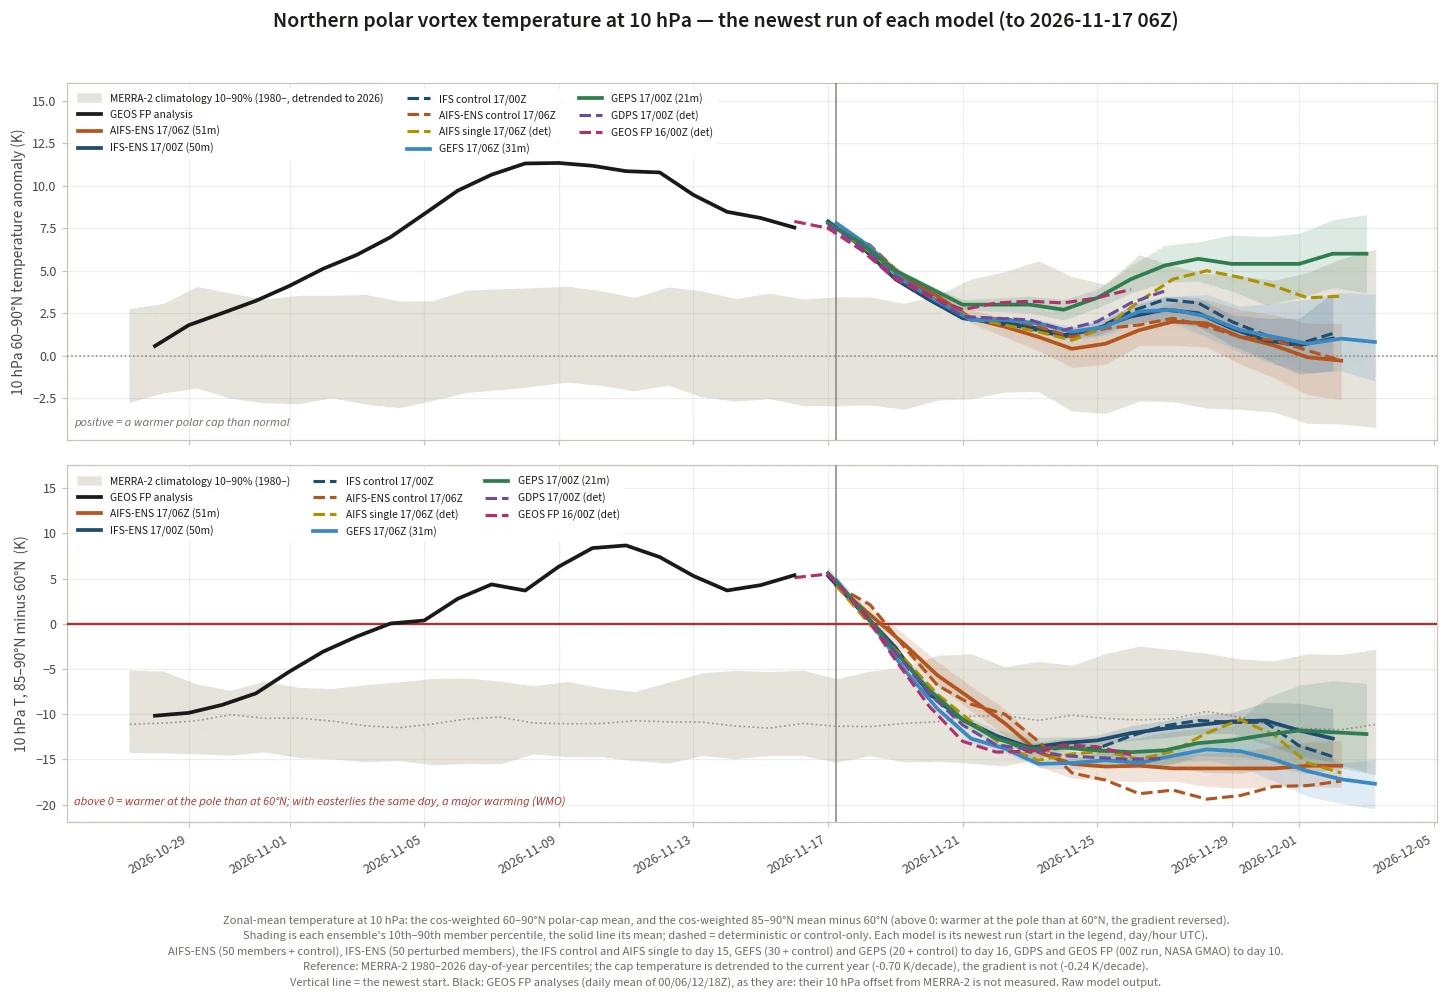 Northern polar vortex temperature at 10 hPa — the newest run of each model (to 2026-11-17 06Z)
10 hPa 60–90°N temperature anomaly (K)
15.0
12.5
10.0
7.5
5.0
2.5
0.0
−2.5
MERRA-2 climatology 10–90% (1980–, detrended to 2026)
GEOS FP analysis
AIFS-ENS 17/06Z (51m)
IFS-ENS 17/00Z (50m)
IFS control 17/00Z
AIFS-ENS control 17/06Z
AIFS single 17/06Z (det)
GEFS 17/06Z (31m)
GEPS 17/00Z (21m)
GDPS 17/00Z (det)
GEOS FP 16/00Z (det)
positive = a warmer polar cap than normal
10 hPa T, 85–90°N minus 60°N (K)
15
10
5
0
−5
−10
−15
−20
MERRA-2 climatology 10–90% (1980–)
GEOS FP analysis
AIFS-ENS 17/06Z (51m)
IFS-ENS 17/00Z (50m)
IFS control 17/00Z
AIFS-ENS control 17/06Z
AIFS single 17/06Z (det)
GEFS 17/06Z (31m)
GEPS 17/00Z (21m)
GDPS 17/00Z (det)
GEOS FP 16/00Z (det)
above 0 = warmer at the pole than at 60°N; with easterlies the same day, a major warming (WMO)
2026-10-29
2026-11-01
2026-11-05
2026-11-09
2026-11-13
2026-11-17
2026-11-21
2026-11-25
2026-11-29
2026-12-01
2026-12-05
Zonal-mean temperature at 10 hPa: the cos-weighted 60–90°N polar-cap mean, and the cos-weighted 85–90°N mean minus 60°N (above 0: warmer at the pole than at 60°N, the gradient reversed).
Shading is each ensemble's 10th–90th member percentile, the solid line its mean; dashed = deterministic or control-only. Each model is its newest run (start in the legend, day/hour UTC).
AIFS-ENS (50 members + control), IFS-ENS (50 perturbed members), the IFS control and AIFS single to day 15, GEFS (30 + control) and GEPS (20 + control) to day 16, GDPS and GEOS FP (00Z run, NASA GMAO) to day 10.
Reference: MERRA-2 1980–2026 day-of-year percentiles; the cap temperature is detrended to the current year (-0.70 K/decade), the gradient is not (-0.24 K/decade).
Vertical line = the newest start. Black: GEOS FP analyses (daily mean of 00/06/12/18Z), as they are: their 10 hPa offset from MERRA-2 is not measured. Raw model output.